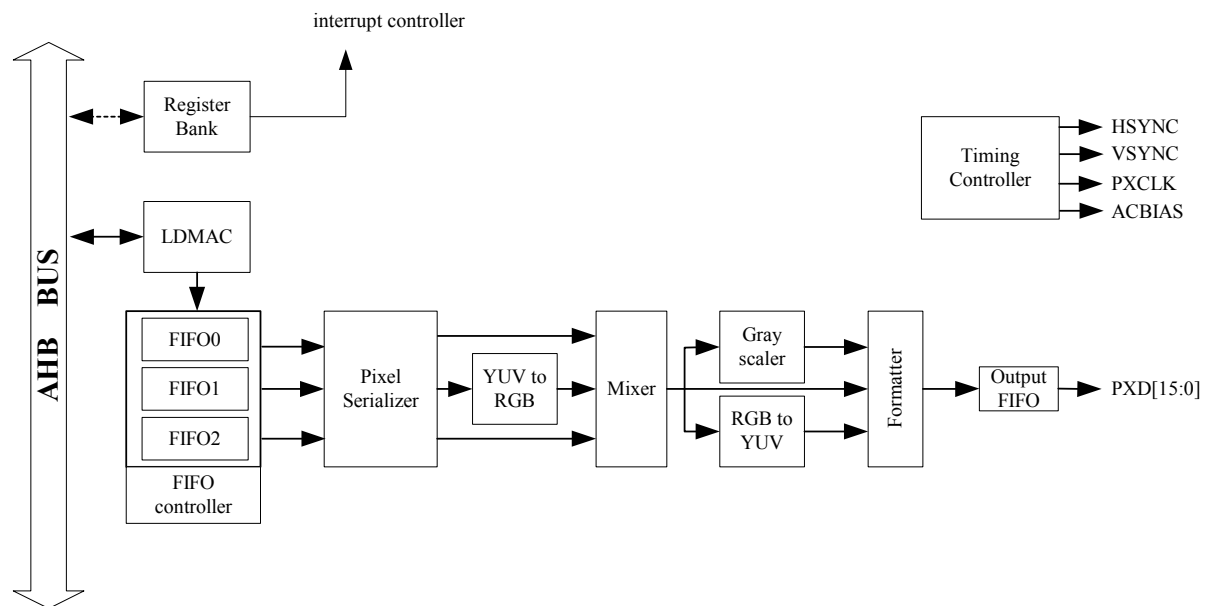 interrupt controller
Register
Bank
HSYNC
VSYNC
PXCLK
ACBIAS
Timing
Controller
LDMAC
AHB BUS
FIFO0
FIFO1
FIFO2
FIFO
controller
Pixel
Serializer
YUV to
RGB
Mixer
Gray
scaler
RGB to
YUV
Formatter
Output
FIFO
PXD[15:0]